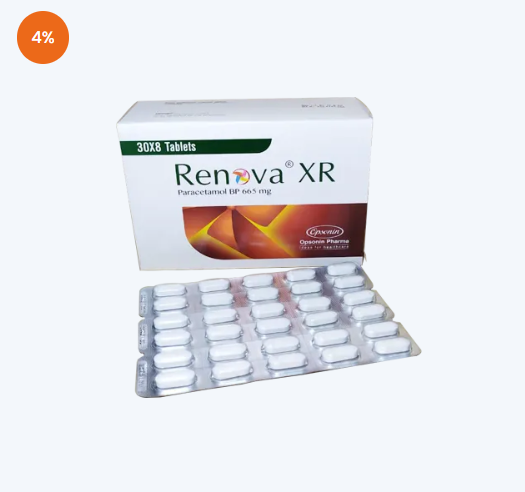 4%
30X8 Tablets
Renova® XR
Paracetamol BP 665 mg
Opsonin
Opsonin Pharma